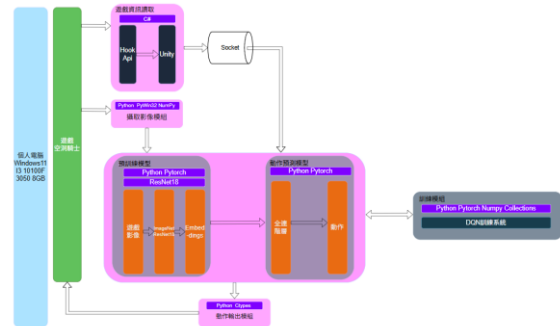 遊戲資訊讀取
C#
Hook
Api
Unity
Socket
Python PyWin32 NumPy
擷取影像模組
個人電腦
Windows11
I3 10100F
3050 8GB
遊戲
空洞騎士
預訓練模型
Python Pytorch
ResNet18
遊戲
影像
ImageNet
ResNet18
Embed
-dings
動作預測模型
Python Pytorch
全連
階層
動作
訓練模組
Python Pytorch Numpy Collections
DQN訓練系統
Python Ctypes
動作輸出模組